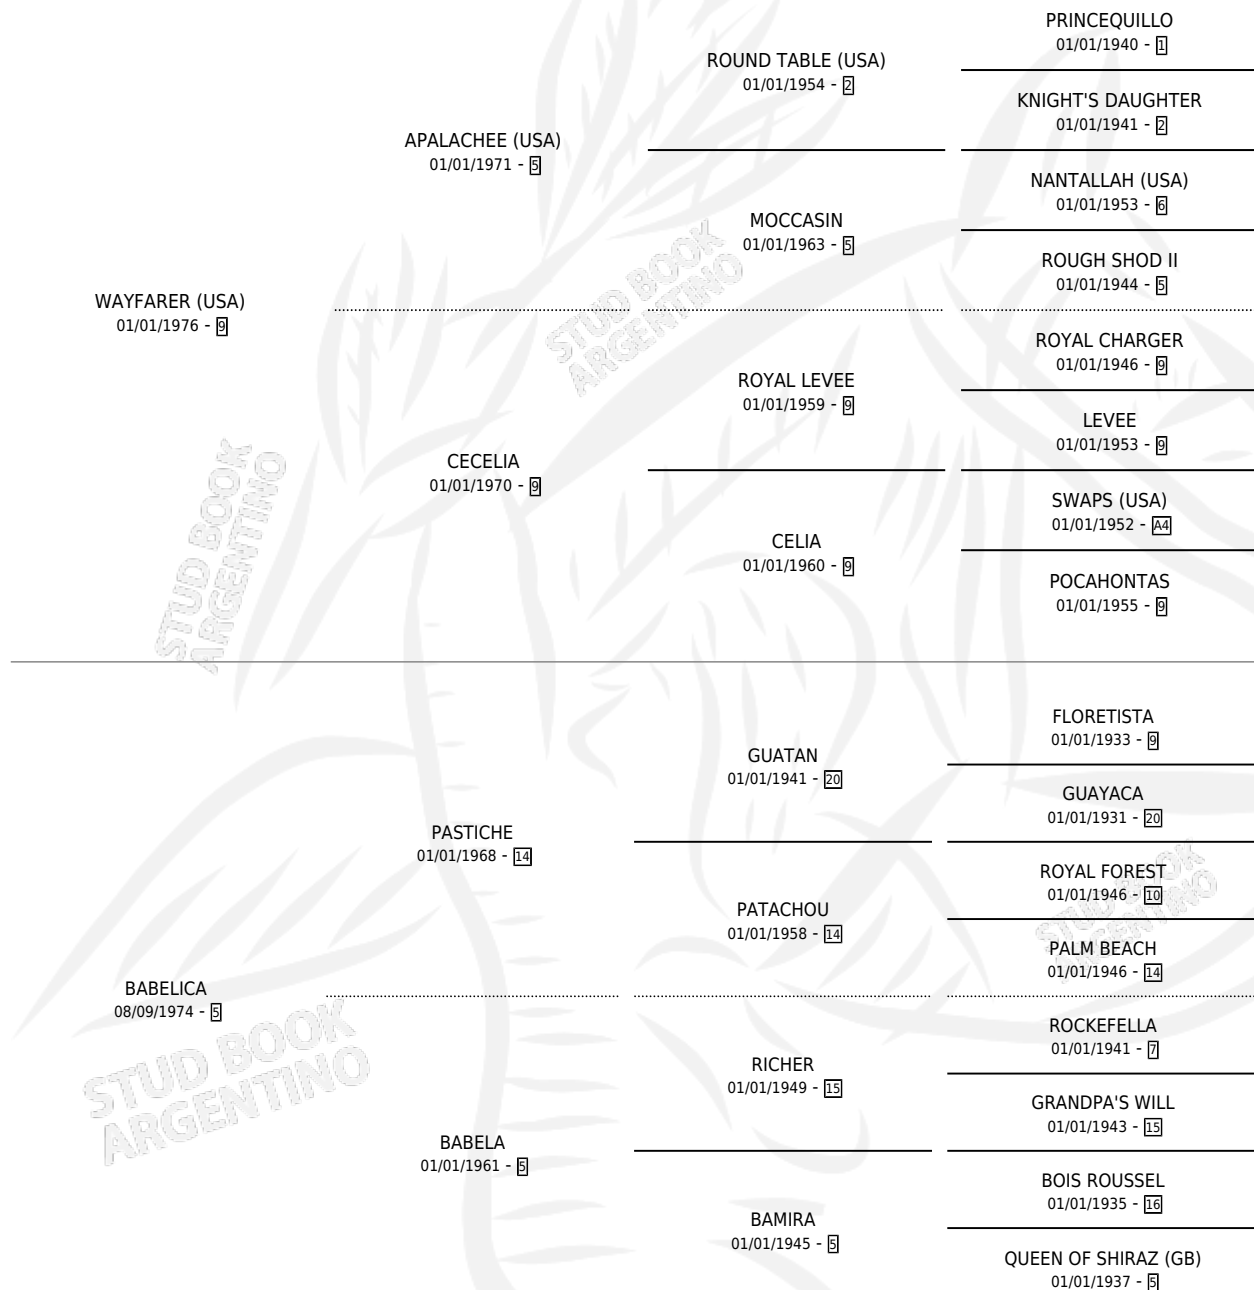 PRINCEQUILLO
01/01/1940 - 1
ROUND TABLE (USA)
01/01/1954 - 2
KNIGHT'S DAUGHTER
01/01/1941 - 2
APALACHEE (USA)
01/01/1971 - 5
NANTALLAH (USA)
01/01/1953 - 6
MOCCASIN
01/01/1963 - 5
ROUGH SHOD II
01/01/1944 - 5
WAYFARER (USA)
01/01/1976 - 9
ROYAL CHARGER
01/01/1946 - 9
ROYAL LEVEE
01/01/1959 - 9
LEVEE
01/01/1953 - 9
CECELIA
01/01/1970 - 9
SWAPS (USA)
01/01/1952 - A4
CELIA
01/01/1960 - 9
POCAHONTAS
01/01/1955 - 9
FLORETISTA
01/01/1933 - 9
GUATAN
01/01/1941 - 20
GUAYACA
01/01/1931 - 20
PASTICHE
01/01/1968 - 14
ROYAL FOREST
01/01/1946 - 10
PATACHOU
01/01/1958 - 14
PALM BEACH
01/01/1946 - 14
BABELICA
08/09/1974 - 5
ROCKEFELLA
01/01/1941 - 7
RICHER
01/01/1949 - 15
GRANDPA'S WILL
01/01/1943 - 15
BABELA
01/01/1961 - 5
BOIS ROUSSEL
01/01/1935 - 16
BAMIRA
01/01/1945 - 5
QUEEN OF SHIRAZ (GB)
01/01/1937 - 5
STUD BOOK
ARGENTINO
STUD BOOK
ARGENTINO
STUD BOOK
ARGENTINO
STUD BOOK
ARGENTINO